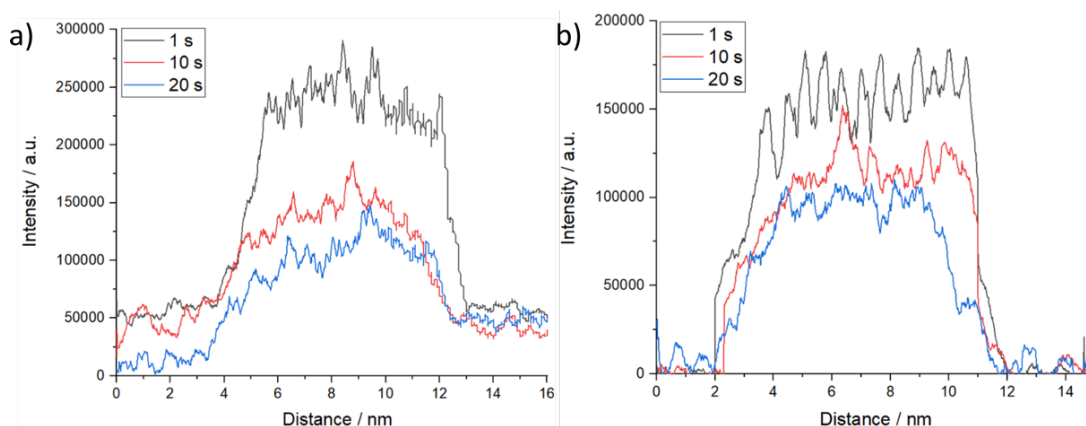 a)
300000
250000
200000
150000
100000
50000
0
Intensity / a.u.
1 s
10 s
20 s
0 2 4 6 8 10 12 14 16
Distance / nm
b)
200000
150000
100000
50000
0
Intensity / a.u.
1 s
10 s
20 s
0 2 4 6 8 10 12 14
Distance / nm